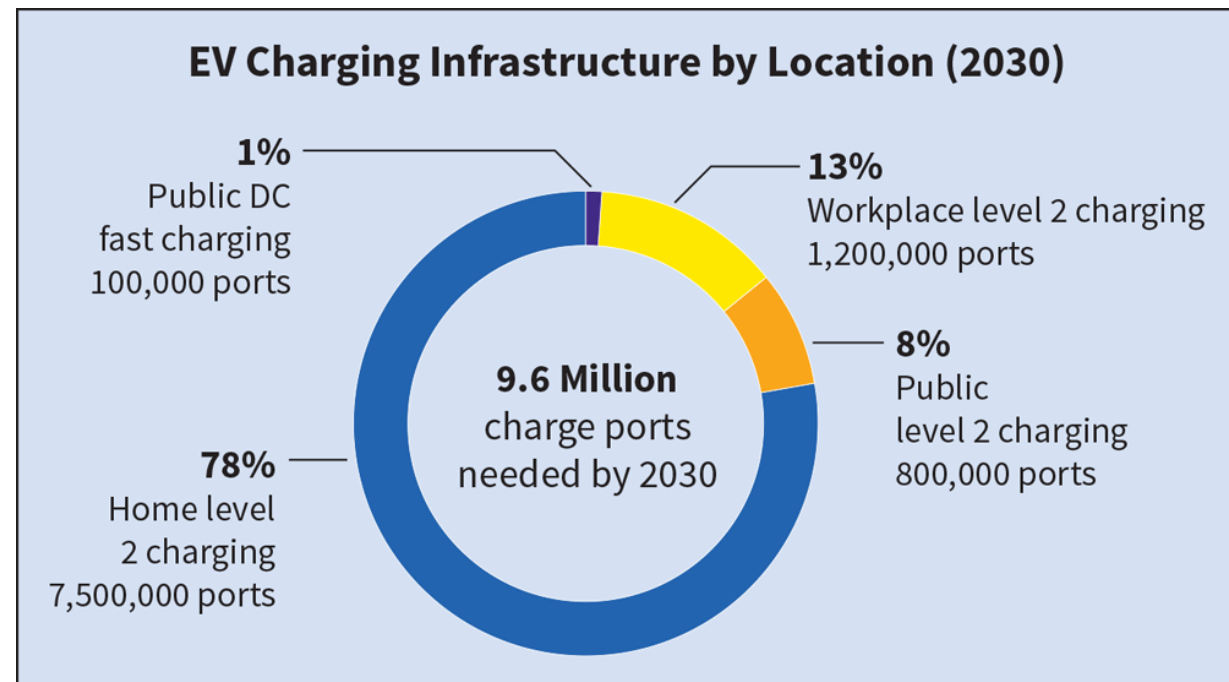 EV Charging Infrastructure by Location (2030)
1%
Public DC
fast charging
100,000 ports
13%
Workplace level 2 charging
1,200,000 ports
8%
Public
level 2 charging
800,000 ports
9.6 Million
charge ports
needed by 2030
78%
Home level
2 charging
7,500,000 ports